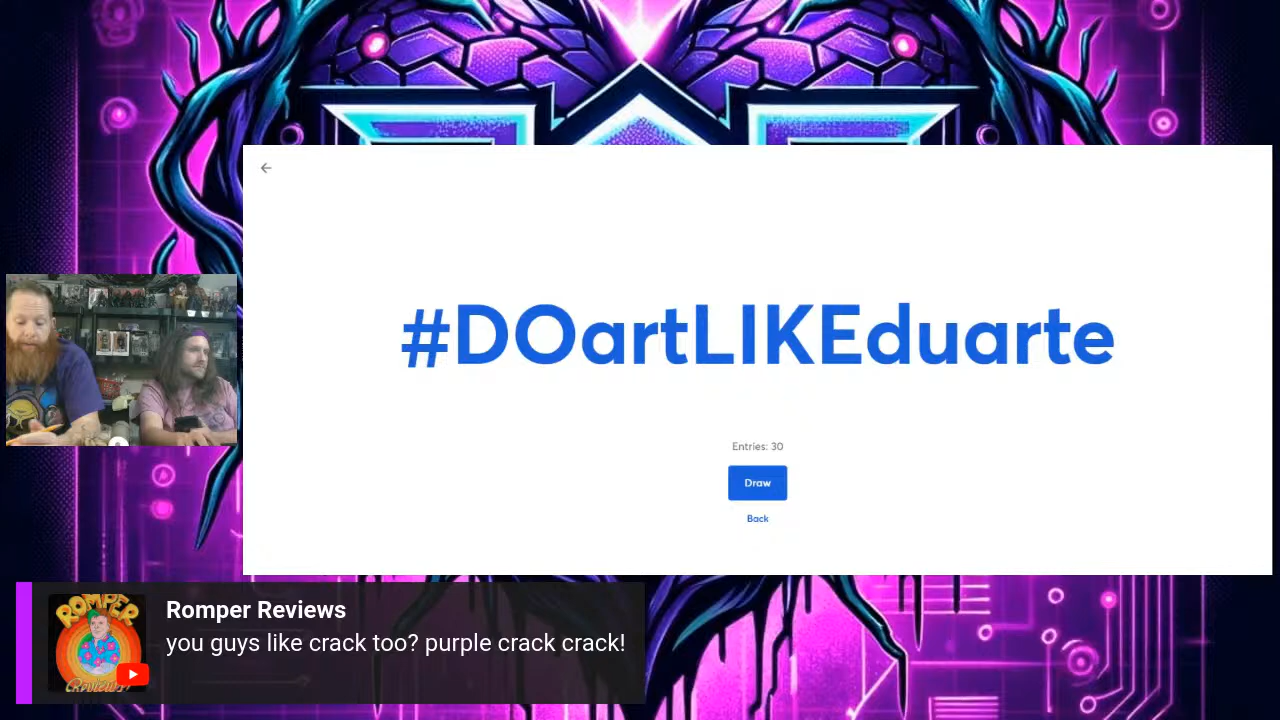 #DOartLIKEduarte
Entries: 30
Draw
Back
ROMPER
Reviews!
Romper Reviews
you guys like crack too? purple crack crack!